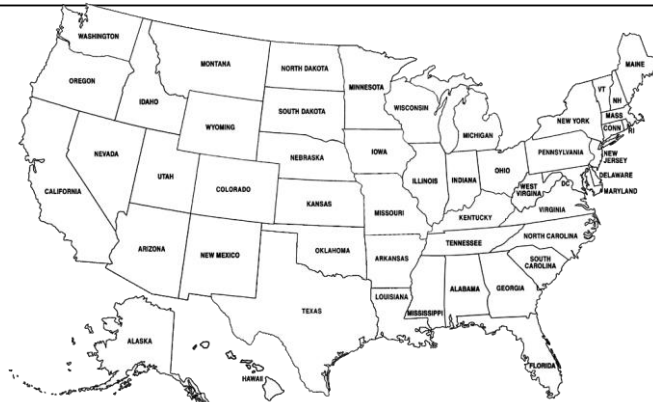 WASHINGTON
OREGON
IDAHO
MONTANA
NORTH DAKOTA
MINNESOTA
SOUTH DAKOTA
WYOMING
WISCONSIN
MICHIGAN
MAINE
VT
NH
NEW YORK
MASS
CONN
RI
NEVADA
UTAH
COLORADO
NEBRASKA
IOWA
ILLINOIS
INDIANA
OHIO
PENNSYLVANIA
NEW
JERSEY
DELAWARE
MARYLAND
DC
WEST
VIRGINIA
VIRGINIA
CALIFORNIA
KANSAS
MISSOURI
KENTUCKY
ARIZONA
NEW MEXICO
OKLAHOMA
ARKANSAS
TENNESSEE
NORTH CAROLINA
SOUTH
CAROLINA
TEXAS
LOUISIANA
MISSISSIPPI
ALABAMA
GEORGIA
FLORIDA
ALASKA
HAWAII